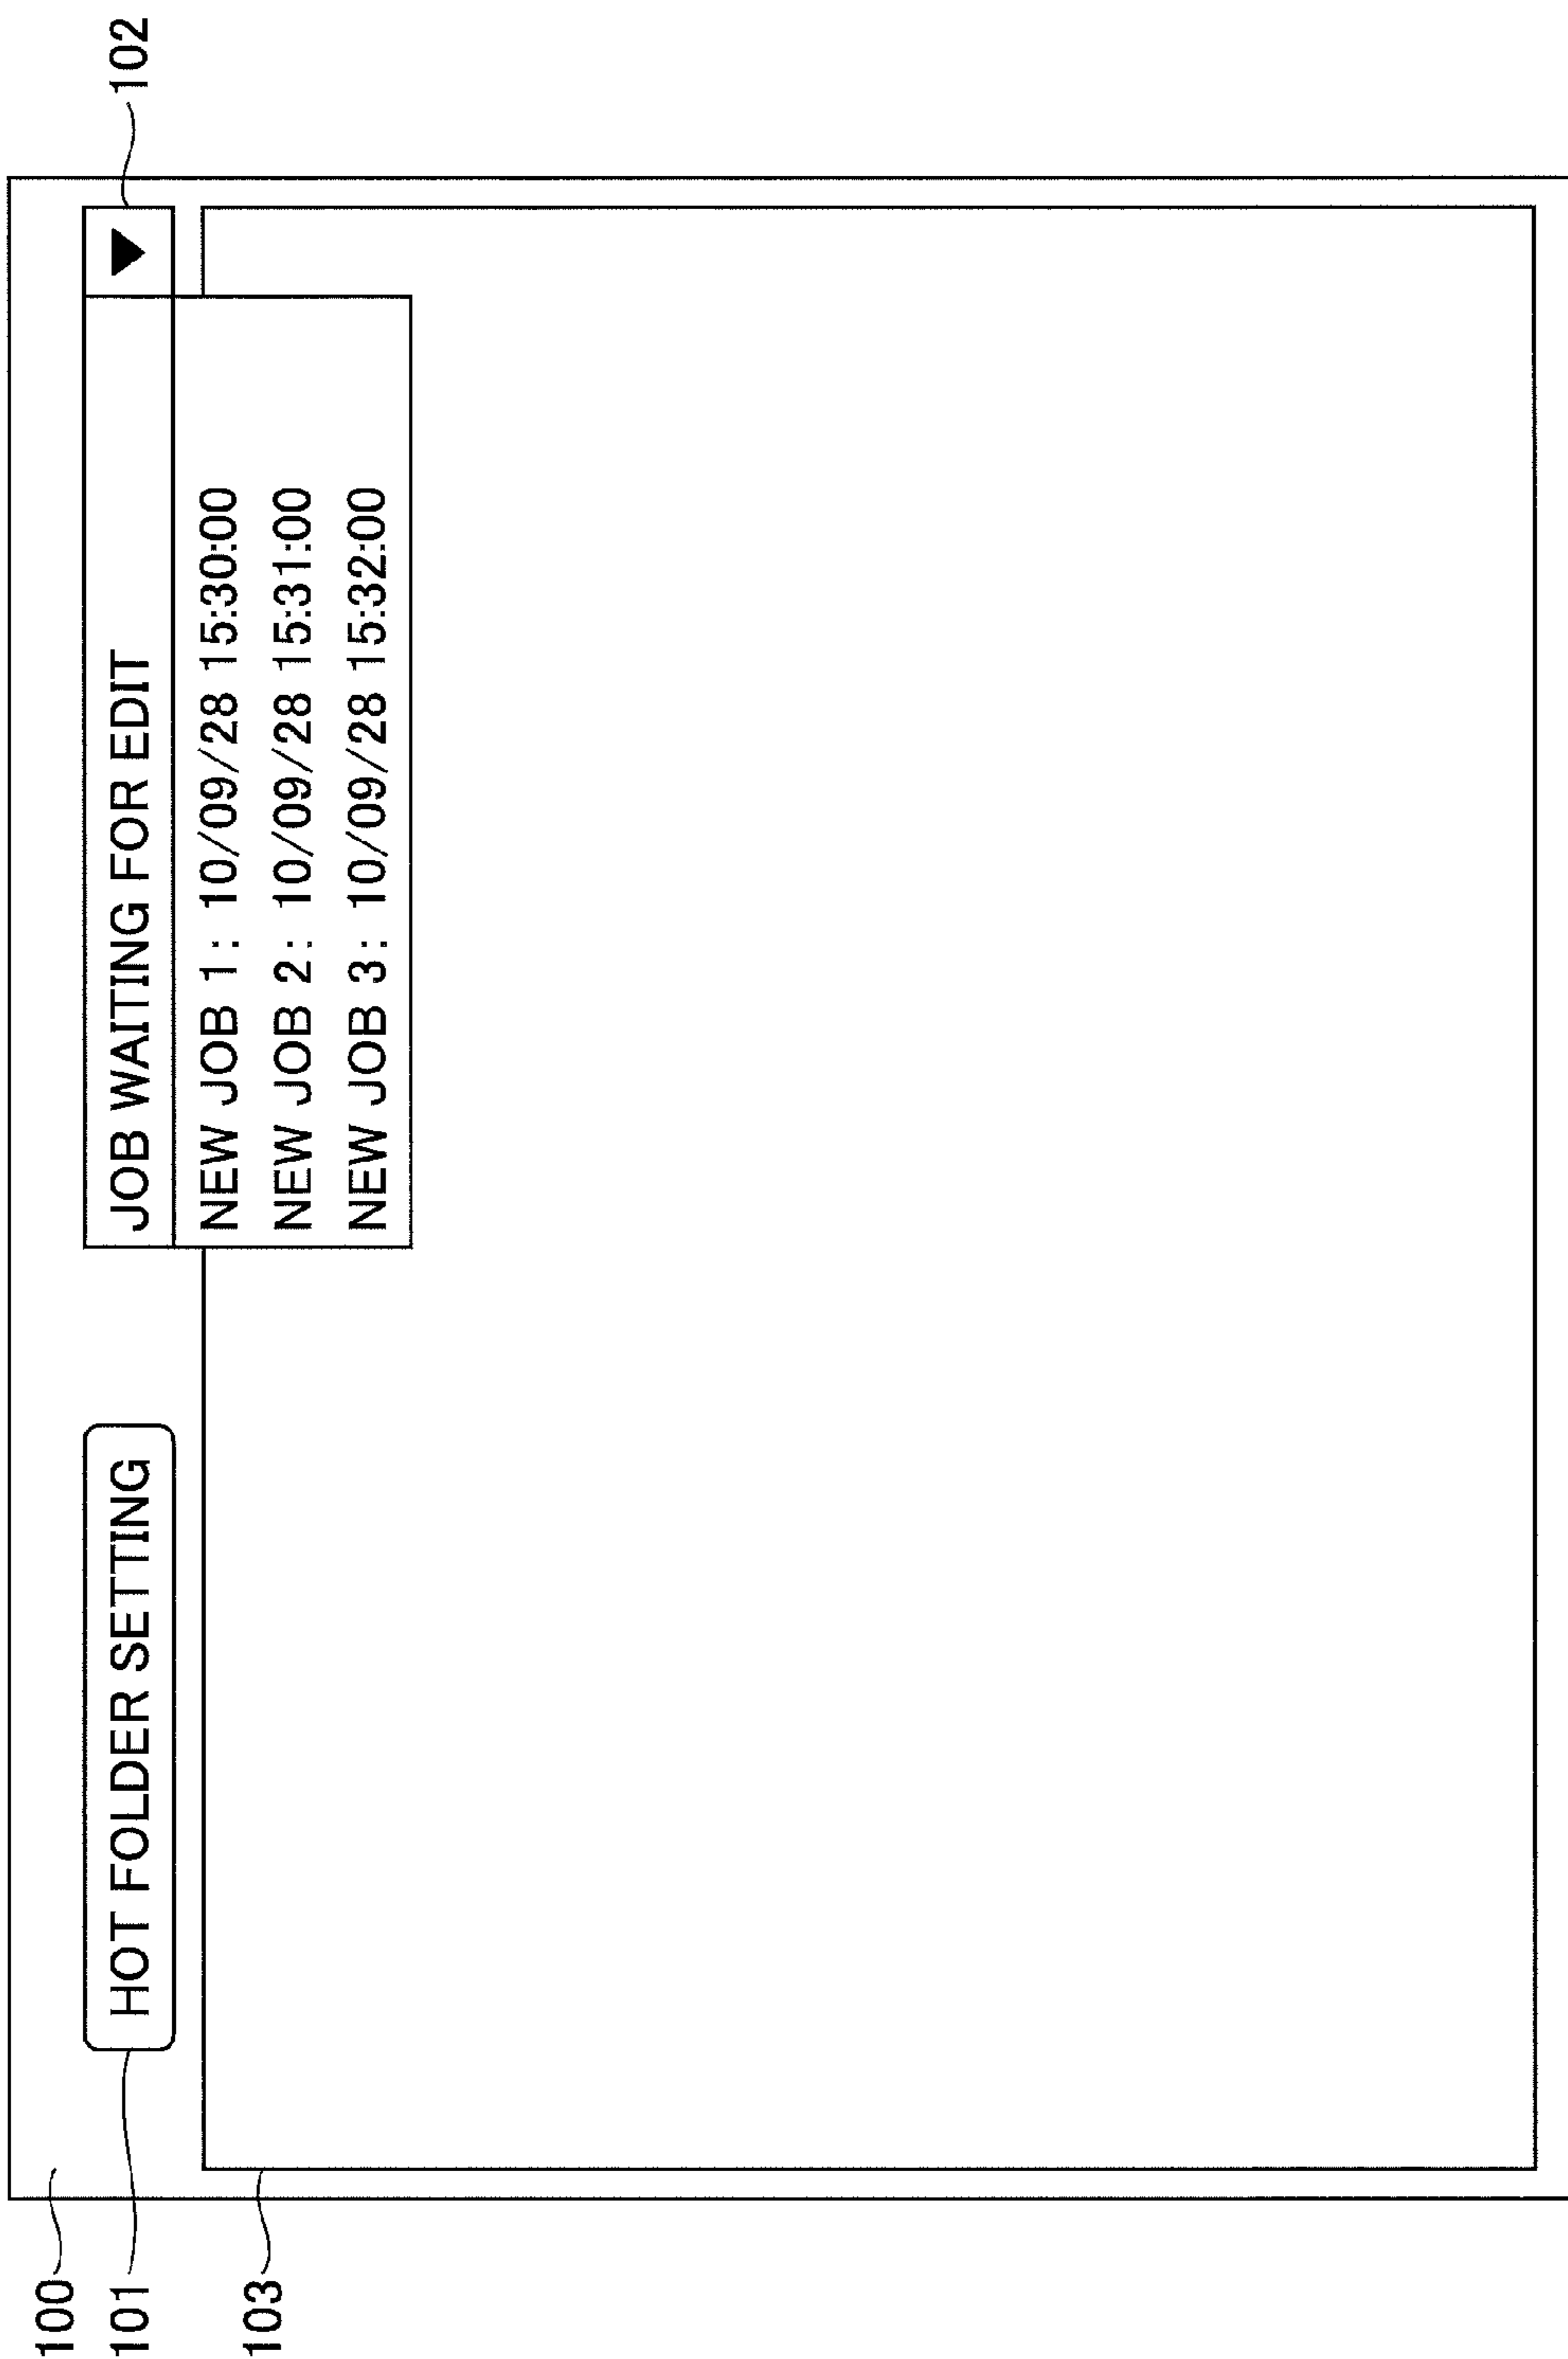 100
101 HOT FOLDER SETTING
JOB WAITING FOR EDIT ▼ 102
NEW JOB 1 : 10/09/28 15:30:00
NEW JOB 2 : 10/09/28 15:31:00
NEW JOB 3 : 10/09/28 15:32:00
103